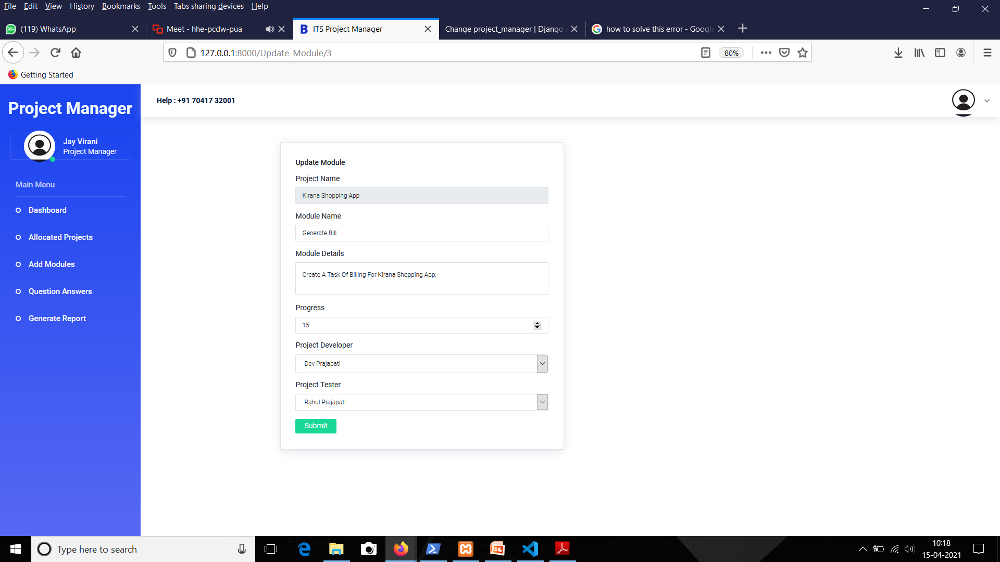 File Edit View History Bookmarks Tools Tabs sharing devices Help
99+ (119) WhatsApp
Meet - hhe-pcdw-pua
B ITS Project Manager
Change project_manager | Django
how to solve this error - Google
127.0.0.1:8000/Update_Module/3
80%
Getting Started
Project Manager
Jay Virani
Project Manager
Main Menu
Dashboard
Allocated Projects
Add Modules
Question Answers
Generate Report
Help : +91 70417 32001
Update Module
Project Name
Kirana Shopping App
Module Name
Generate Bill
Module Details
Create A Task Of Billing For Kirana Shopping App.
Progress
15
Project Developer
Dev Prajapati
Project Tester
Rahul Prajapati
Submit
Type here to search
10:18
15-04-2021